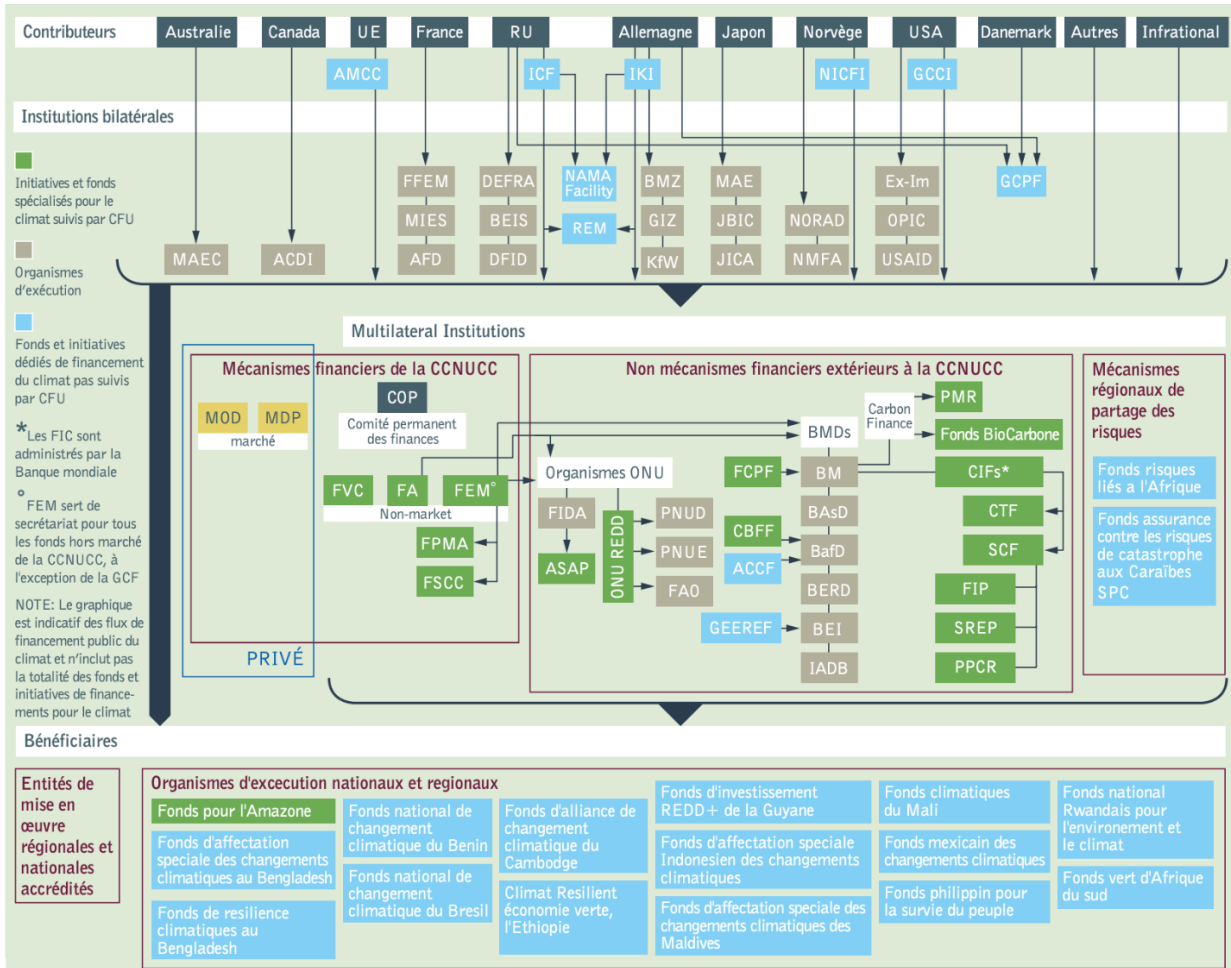 Contributeurs
Australie
Canada
UE
France
RU
Allemagne
Japon
Norvège
USA
Danemark
Autres
Infrational
AMCC
ICF
IKI
NICFI
GCCI
Institutions bilatérales
Initiatives et fonds
spécialisés pour le
climat suivis par CFU
Organismes
d'exécution
Fonds et initiatives
dédiés de financement
du climat pas suivis
par CFU
*Les FIC sont
administrés par la
Banque mondiale
° FEM sert de
secrétariat pour tous
les fonds hors marché
de la CCNUCC, à
l'exception de la GCF
NOTE: Le graphique
est indicatif des flux de
financement public du
climat et n'inclut pas
la totalité des fonds et
initiatives de finance-
ments pour le climat
MAEC
ACDI
FFEM
MIES
AFD
DEFRA
BEIS
DFID
NAMA
Facility
REM
BMZ
GIZ
KfW
MAE
JBIC
JICA
NORAD
NMFA
Ex-Im
OPIC
USAID
GCPF
Multilateral Institutions
Mécanismes financiers de la CCNUCC
COP
Comité permanent
des finances
MOD
MDP
marché
FVC
FA
FEM°
Non-market
FPMA
FSCC
PRIVÉ
Non mécanismes financiers extérieurs à la CCNUCC
Organismes ONU
FIDA
ASAP
ONU REDD
PNUD
PNUE
FAO
FCPF
CBFF
ACCF
GEEREF
BMDs
BM
BAsD
BafD
BERD
BEI
IADB
Carbon
Finance
PMR
Fonds BioCarbone
CIFs*
CTF
SCF
FIP
SREP
PPCR
Mécanismes
régionaux de
partage des
risques
Fonds risques
liés a l'Afrique
Fonds assurance
contre les risques
de catastrophe
aux Caraïbes
SPC
Bénéficiaires
Entités de
mise en
œuvre
régionales et
nationales
accrédités
Organismes d'excecution nationaux et regionaux
Fonds pour l'Amazone
Fonds d'affectation
speciale des changements
climatiques au Bengladesh
Fonds de resilience
climatiques au
Bengladesh
Fonds national de
changement
climatique du Benin
Fonds national de
changement
climatique du Bresil
Fonds d'alliance de
changement
climatique du
Cambodge
Climat Resilient
économie verte,
l'Ethiopie
Fonds d'investissement
REDD+ de la Guyane
Fonds d'affectation speciale
Indonesien des changements
climatiques
Fonds d'affectation speciale des
changements climatiques des
Maldives
Fonds climatiques
du Mali
Fonds mexicain des
changements climatiques
Fonds philippin pour
la survie du peuple
Fonds national
Rwandais pour
l'environement et
le climat
Fonds vert d'Afrique
du sud